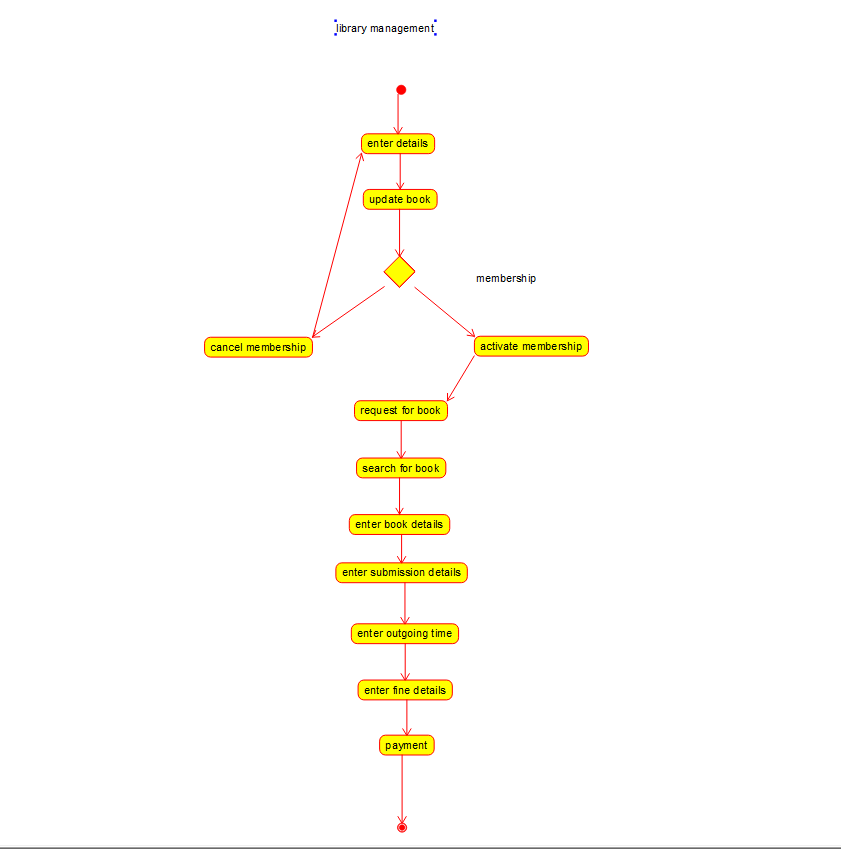 library management
enter details
update book
membership
cancel membership
activate membership
request for book
search for book
enter book details
enter submission details
enter outgoing time
enter fine details
payment